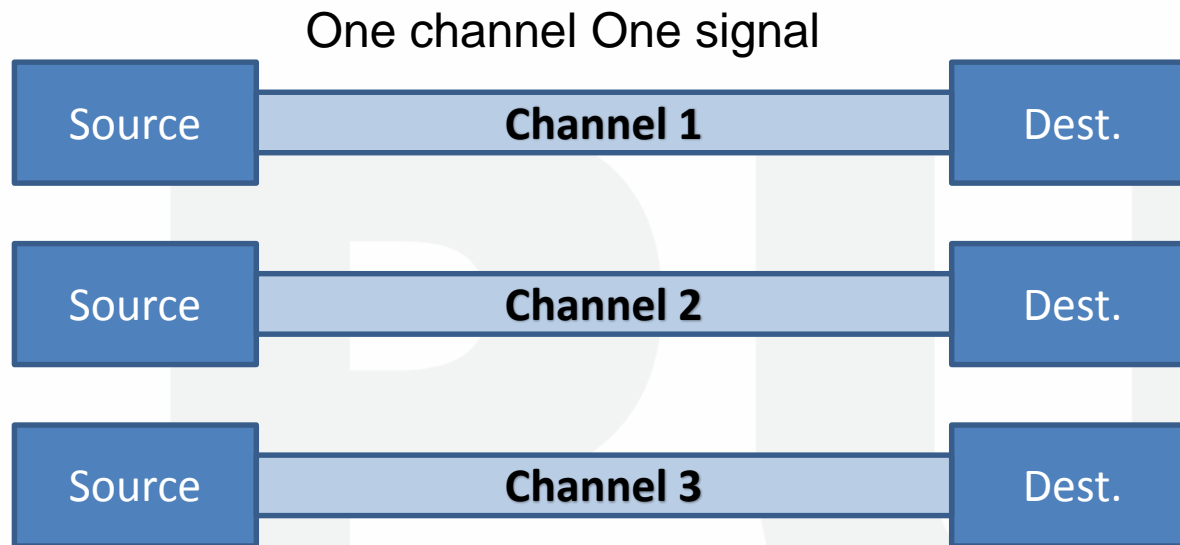 One channel One signal
Source Channel 1 Dest.
Source Channel 2 Dest.
Source Channel 3 Dest.